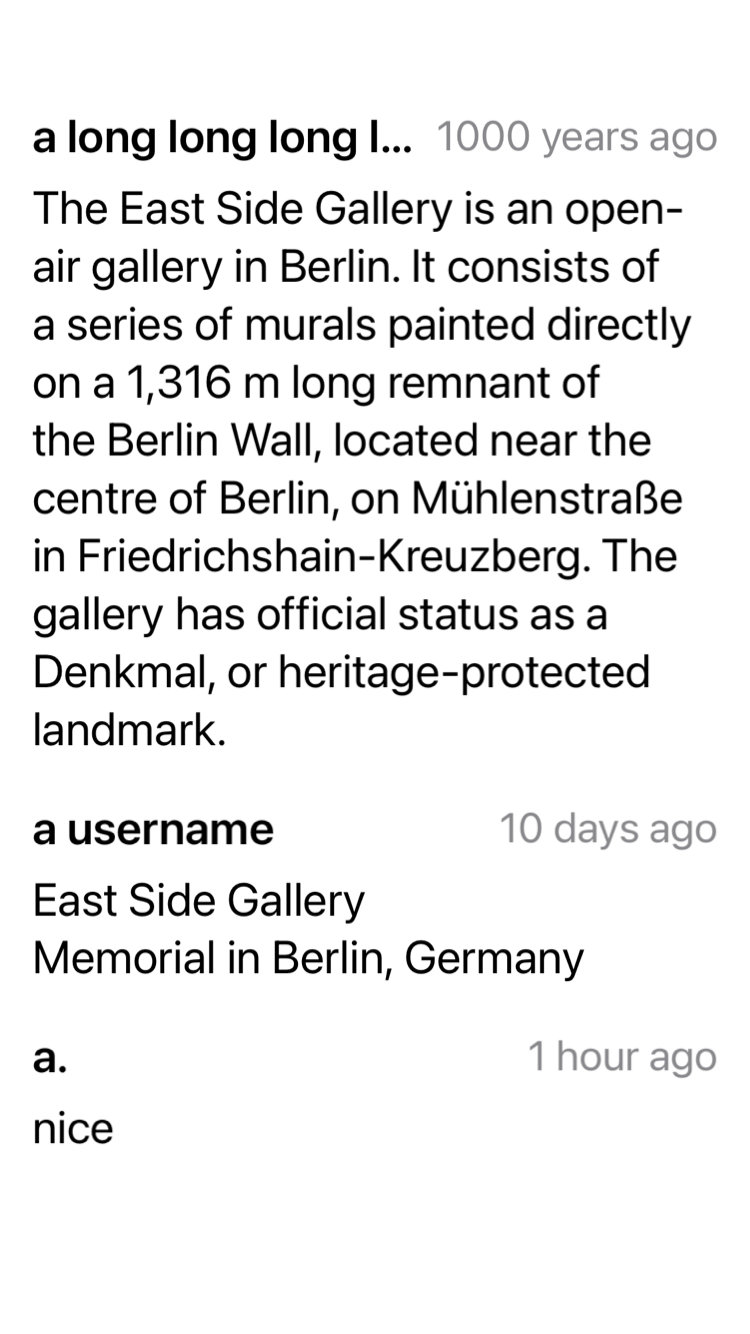 a long long long l... 1000 years ago
The East Side Gallery is an open-
air gallery in Berlin. It consists of
a series of murals painted directly
on a 1,316 m long remnant of
the Berlin Wall, located near the
centre of Berlin, on Mühlenstraße
in Friedrichshain-Kreuzberg. The
gallery has official status as a
Denkmal, or heritage-protected
landmark.
a username 10 days ago
East Side Gallery
Memorial in Berlin, Germany
a. 1 hour ago
nice